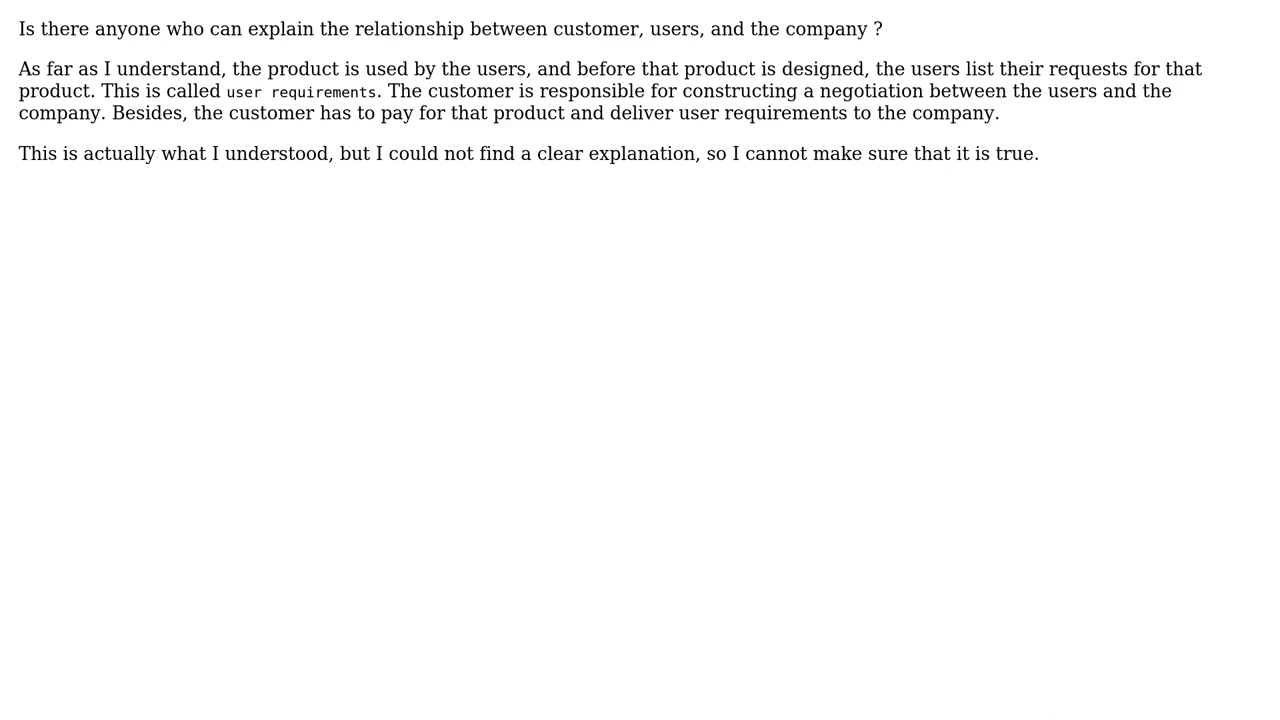 Is there anyone who can explain the relationship between customer, users, and the company ?
As far as I understand, the product is used by the users, and before that product is designed, the users list their requests for that
product. This is called user requirements. The customer is responsible for constructing a negotiation between the users and the
company. Besides, the customer has to pay for that product and deliver user requirements to the company.
This is actually what I understood, but I could not find a clear explanation, so I cannot make sure that it is true.